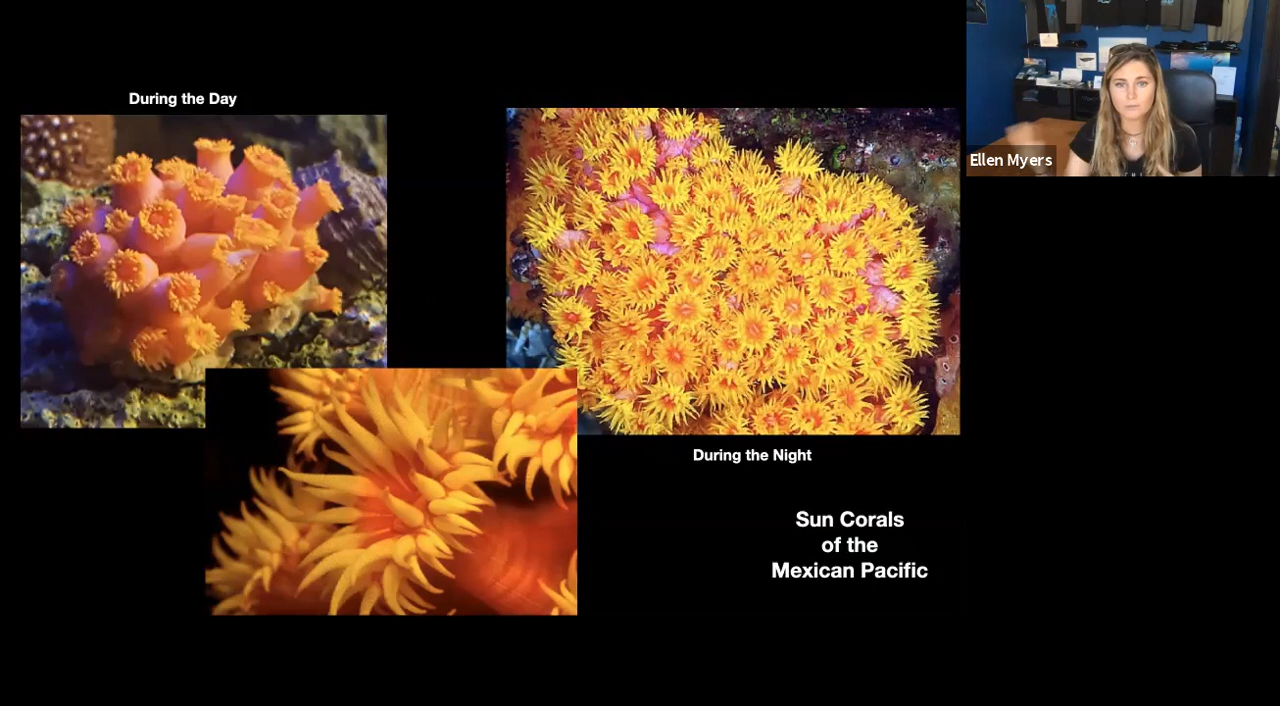 During the Day
Ellen Myers
During the Night
Sun Corals
of the
Mexican Pacific